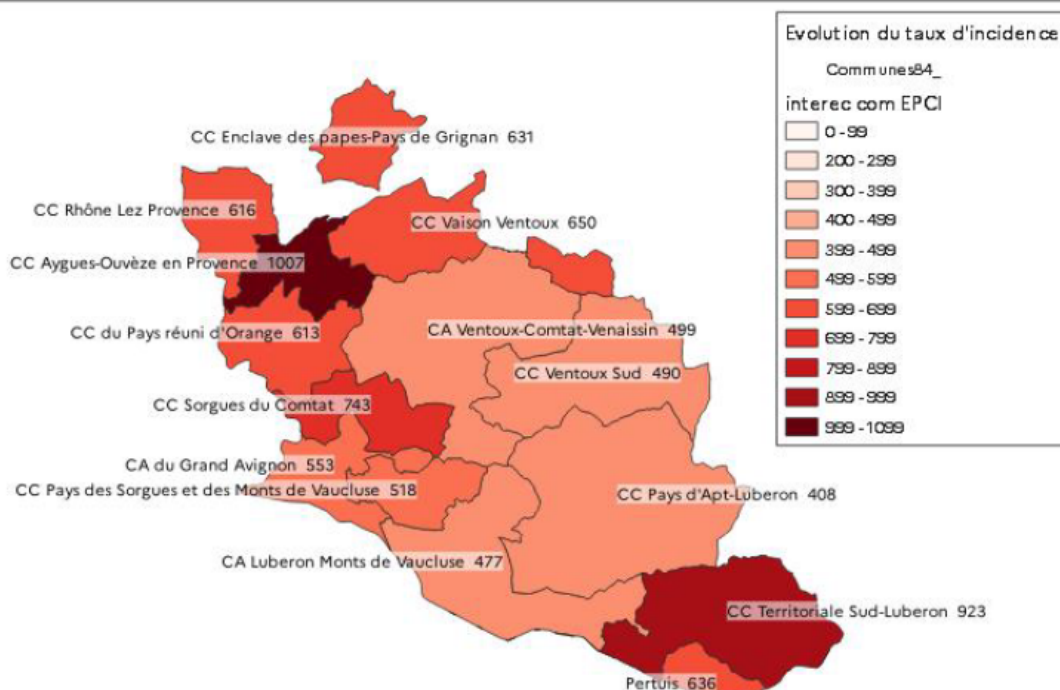 Evolution du taux d'incidence
Communes84_
interec com EPCI
0 - 99
200 - 299
300 - 399
400 - 499
399 - 499
499 - 599
599 - 699
699 - 799
799 - 899
899 - 999
999 - 1099
CC Enclave des papes-Pays de Grignan 631
CC Rhône Lez Provence 616
CC Vaison Ventoux 650
CC Aygues-Ouvèze en Provence 1007
CC du Pays réuni d'Orange 613
CA Ventoux-Comtat-Venaissin 499
CC Ventoux Sud 490
CC Sorgues du Comtat 743
CA du Grand Avignon 553
CC Pays des Sorgues et des Monts de Vaucluse 518
CC Pays d'Apt-Luberon 408
CA Luberon Monts de Vaucluse 477
CC Territoriale Sud-Luberon 923
Pertuis 636